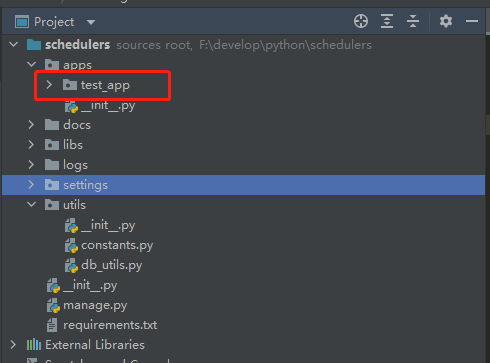 Project
schedulers sources root, F:\develop\python\schedulers
apps
test_app
__init__.py
docs
libs
logs
settings
utils
__init__.py
constants.py
db_utils.py
__init__.py
manage.py
requirements.txt
External Libraries